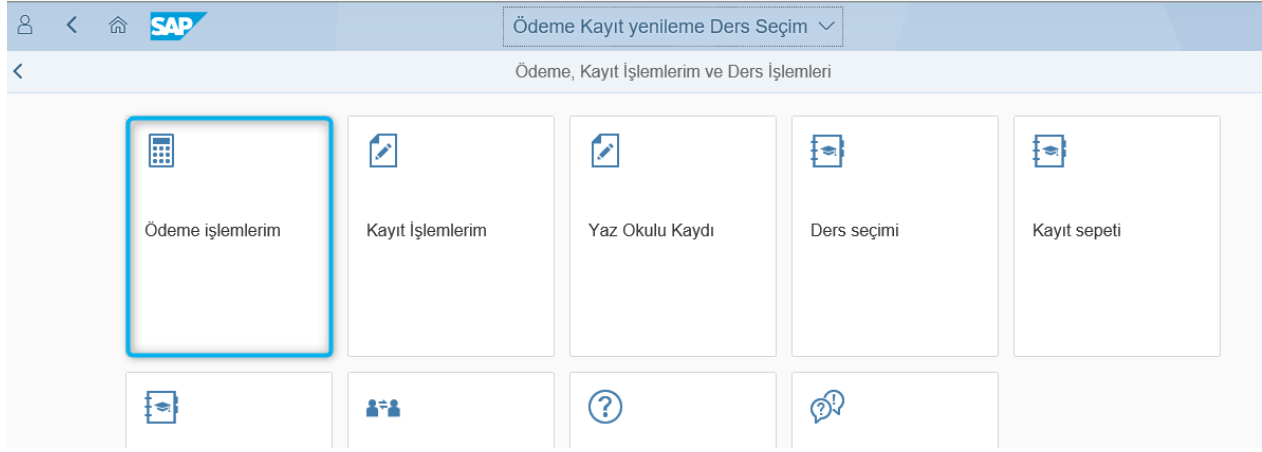 SAP
Ödeme Kayıt yenileme Ders Seçim
Ödeme, Kayıt İşlemlerim ve Ders İşlemleri
Ödeme işlemlerim
Kayıt İşlemlerim
Yaz Okulu Kaydı
Ders seçimi
Kayıt sepeti